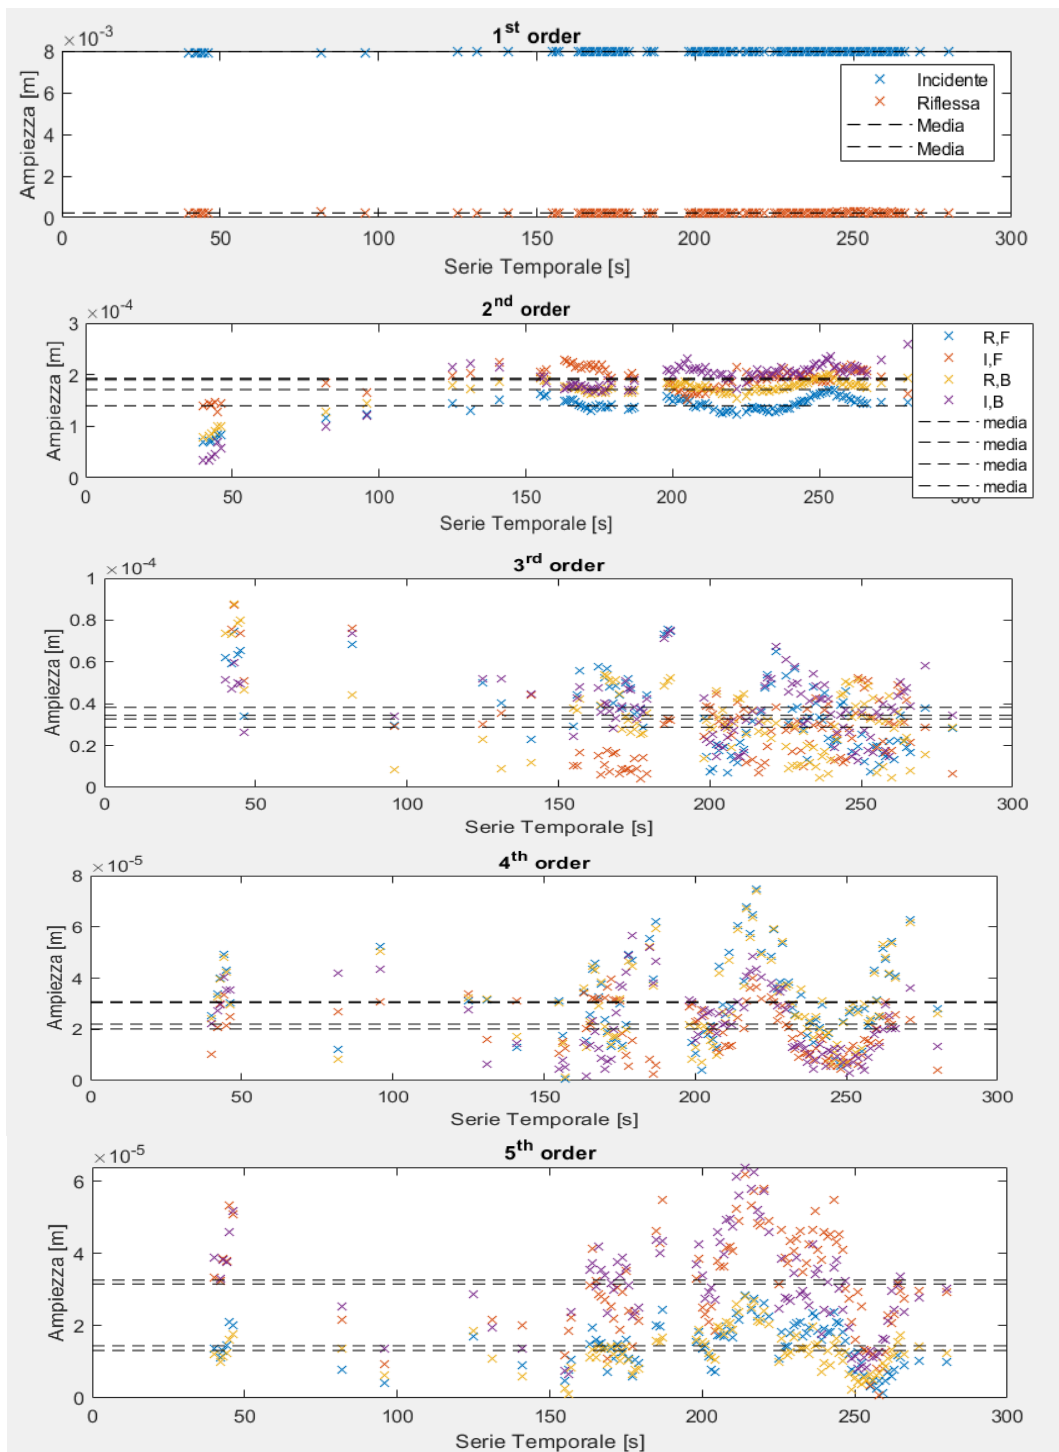 ×10⁻³
1st order
8
6
4
2
0
Ampiezza [m]
Incidente
Riflessa
Media
Media
0 50 100 150 200 250 300
Serie Temporale [s]
×10⁻⁴
2nd order
3
2
1
0
Ampiezza [m]
R,F
I,F
R,B
I,B
media
media
media
media
0 50 100 150 200 250 300
Serie Temporale [s]
×10⁻⁴
3rd order
1
0.8
0.6
0.4
0.2
0
Ampiezza [m]
0 50 100 150 200 250 300
Serie Temporale [s]
×10⁻⁵
4th order
8
6
4
2
0
Ampiezza [m]
0 50 100 150 200 250 300
Serie Temporale [s]
×10⁻⁵
5th order
6
4
2
0
Ampiezza [m]
0 50 100 150 200 250 300
Serie Temporale [s]